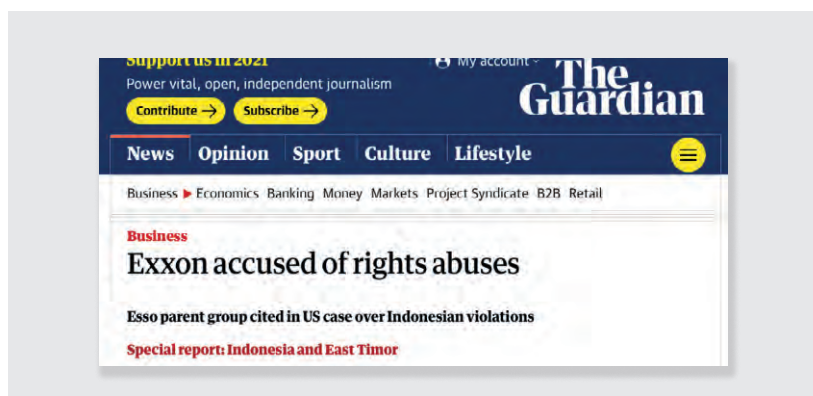 Support us in 2021
My account
The
Guardian
Power vital, open, independent journalism
Contribute →
Subscribe →
News Opinion Sport Culture Lifestyle
Business ▶ Economics Banking Money Markets Project Syndicate B2B Retail
Business
Exxon accused of rights abuses
Esso parent group cited in US case over Indonesian violations
Special report: Indonesia and East Timor